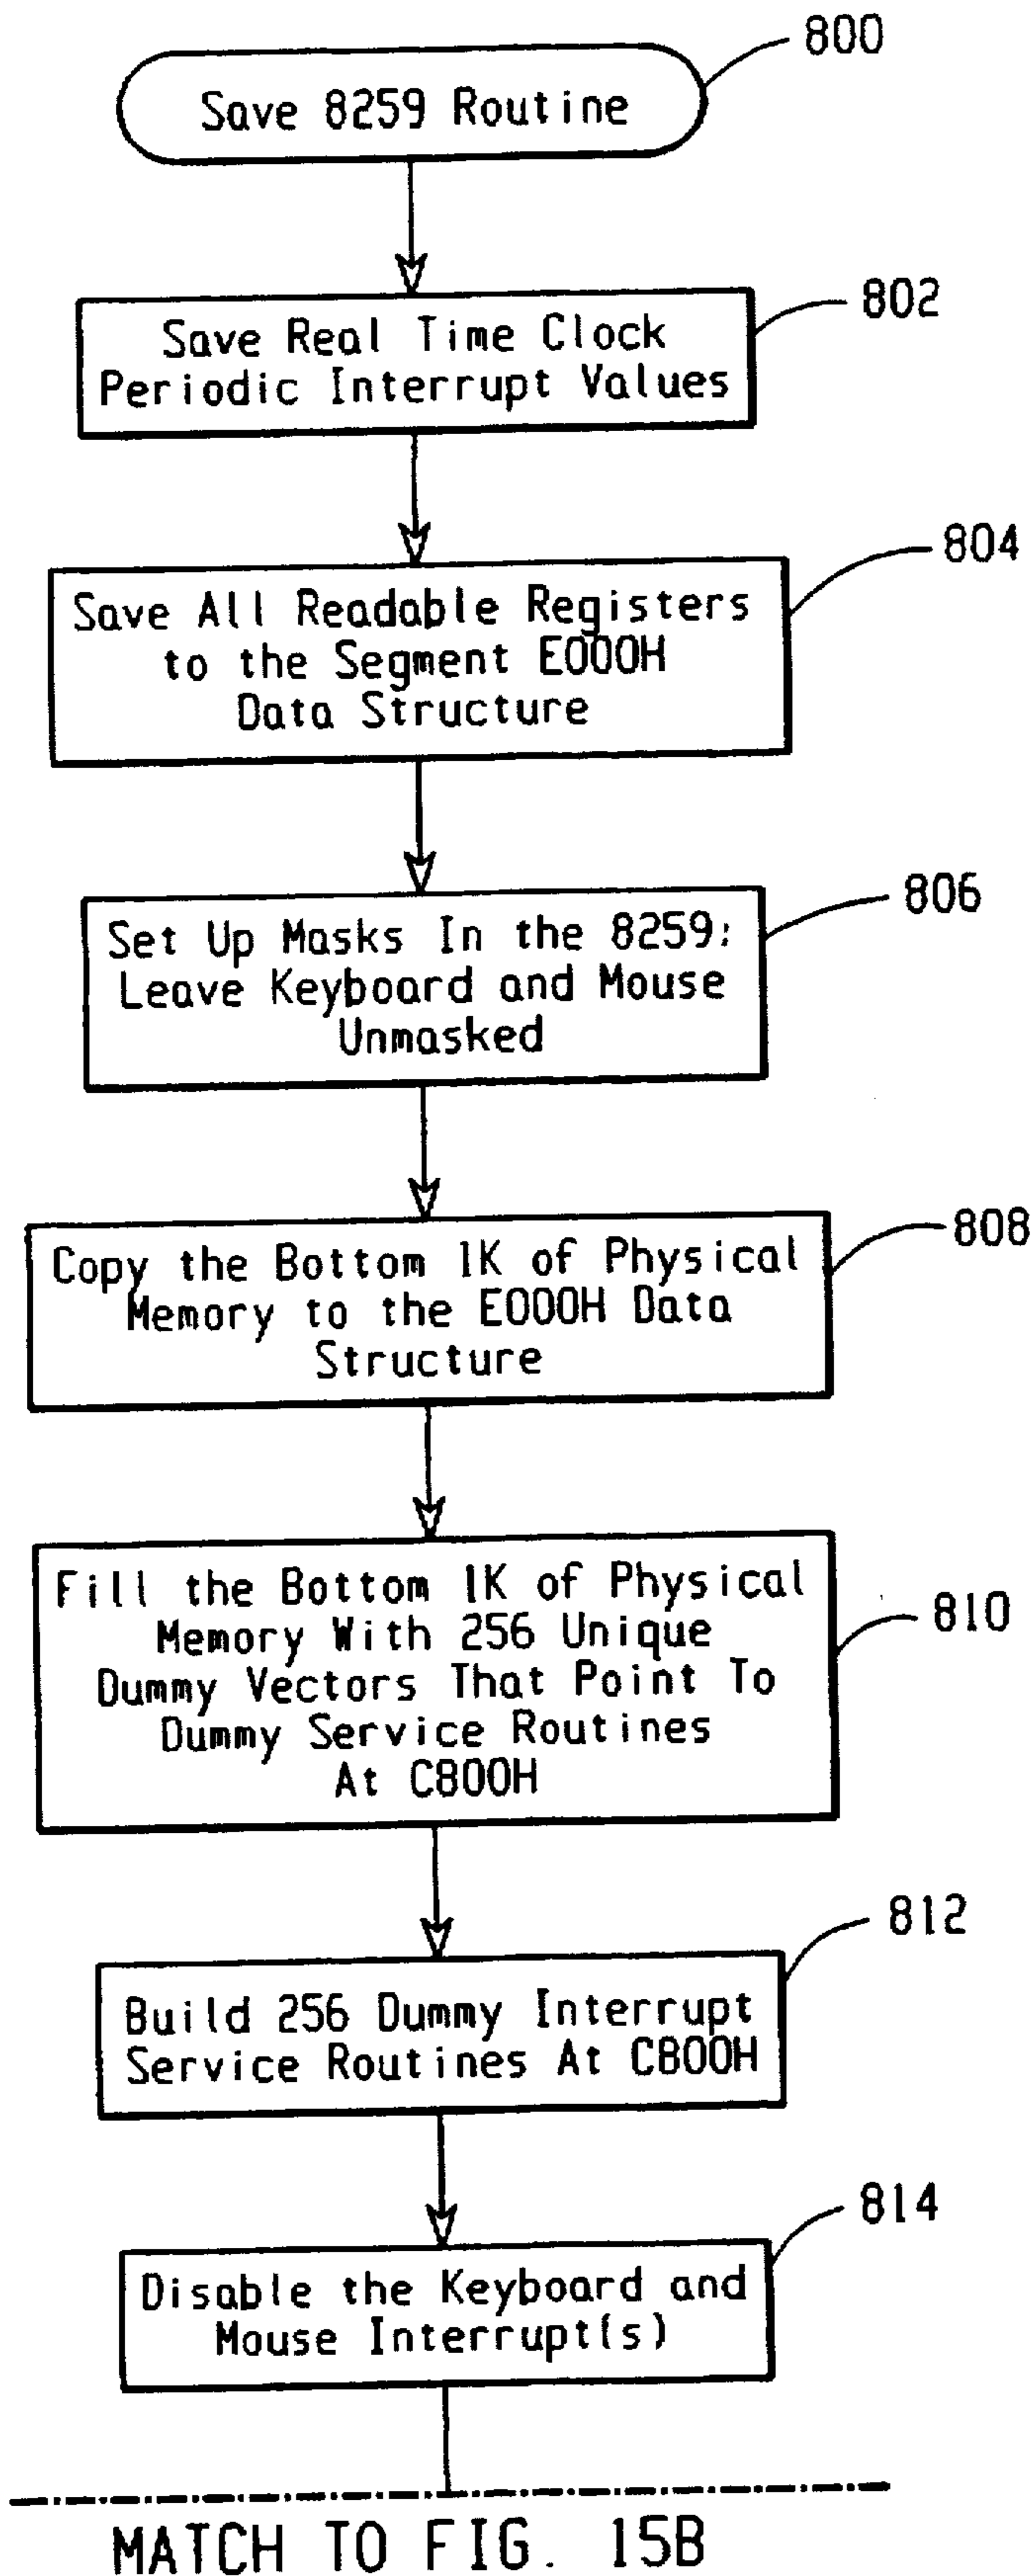 800
Save 8259 Routine
802
Save Real Time Clock
Periodic Interrupt Values
804
Save All Readable Registers
to the Segment E000H
Data Structure
806
Set Up Masks In the 8259;
Leave Keyboard and Mouse
Unmasked
808
Copy the Bottom 1K of Physical
Memory to the E000H Data
Structure
810
Fill the Bottom 1K of Physical
Memory With 256 Unique
Dummy Vectors That Point To
Dummy Service Routines
At C800H
812
Build 256 Dummy Interrupt
Service Routines At C800H
814
Disable the Keyboard and
Mouse Interrupt(s)
MATCH TO FIG. 15B